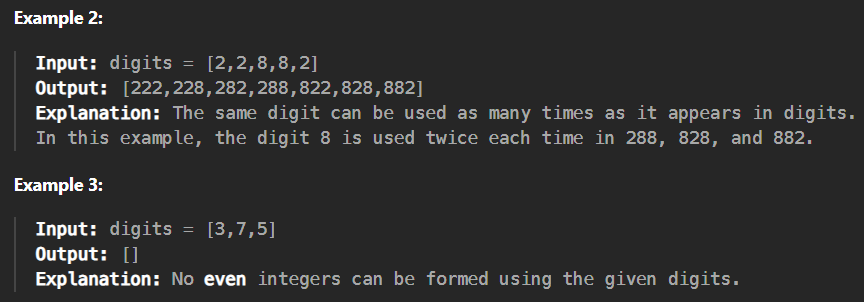 Example 2:
Input: digits = [2,2,8,8,2]
Output: [222,228,282,288,822,828,882]
Explanation: The same digit can be used as many times as it appears in digits.
In this example, the digit 8 is used twice each time in 288, 828, and 882.
Example 3:
Input: digits = [3,7,5]
Output: []
Explanation: No even integers can be formed using the given digits.